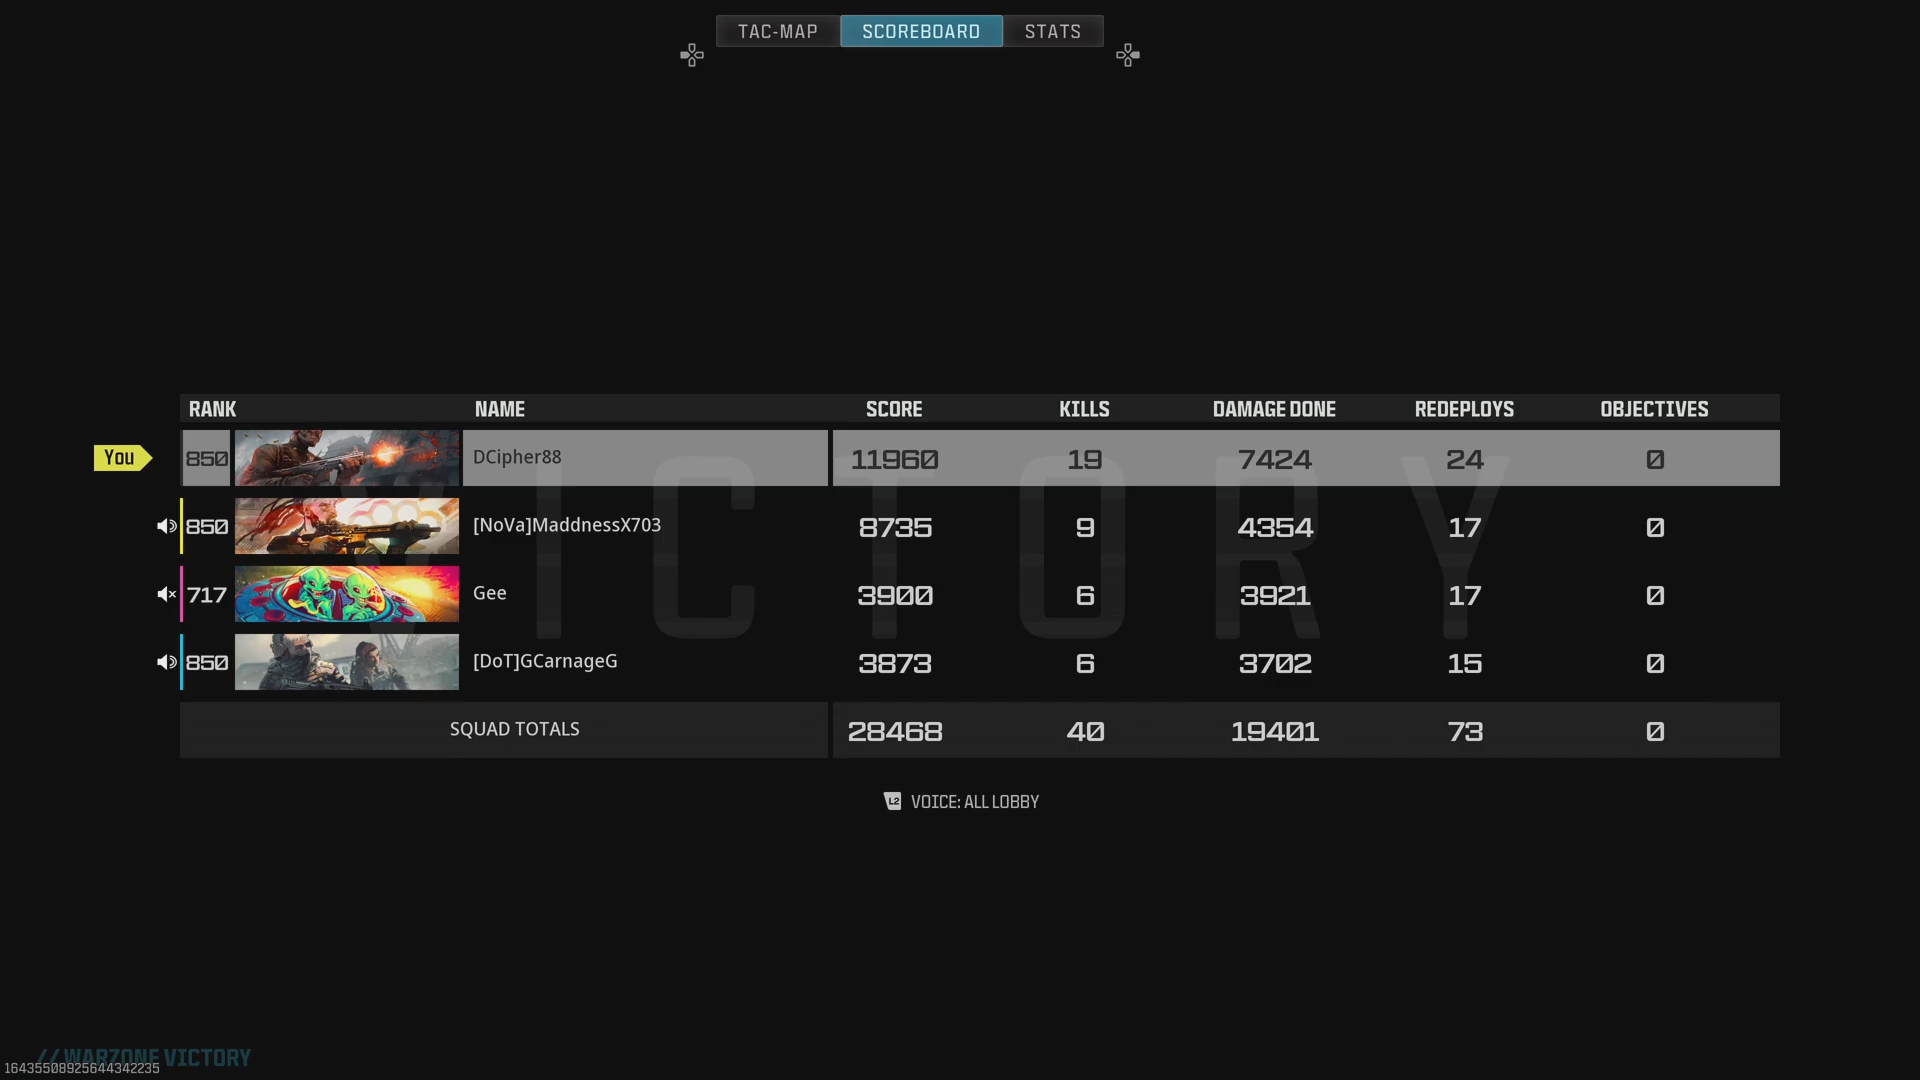 TAC-MAP SCOREBOARD STATS
RANK NAME SCORE KILLS DAMAGE DONE REDEPLOYS OBJECTIVES
You 850 DCipher88 11960 19 7424 24 0
850 [NoVa]MaddnessX703 8735 9 4354 17 0
717 Gee 3900 6 3921 17 0
850 [DoT]GCarnageG 3873 6 3702 15 0
VICTORY
SQUAD TOTALS 28468 40 19401 73 0
L2 VOICE: ALL LOBBY
// WARZONE VICTORY
16435508925644342235